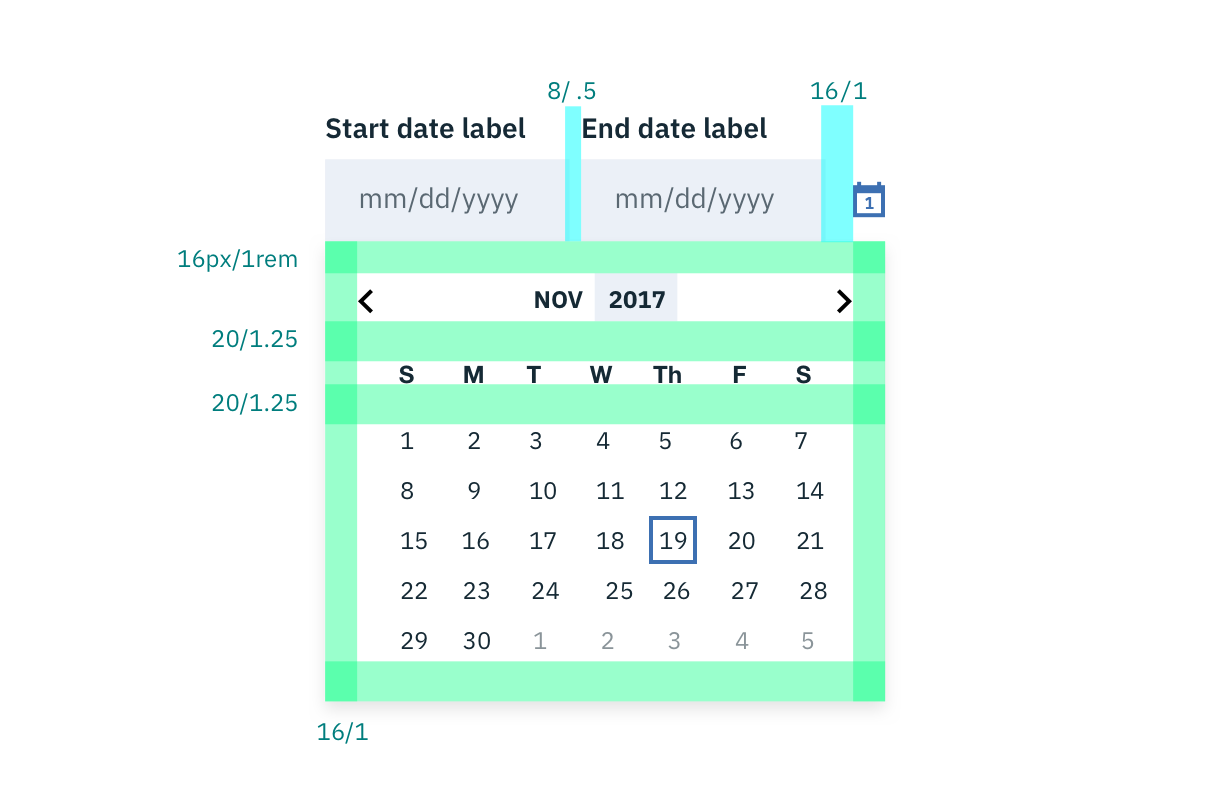 8/ .5 16/1
Start date label End date label
mm/dd/yyyy mm/dd/yyyy 1
16px/1rem
NOV 2017
20/1.25
S M T W Th F S
20/1.25
1 2 3 4 5 6 7
8 9 10 11 12 13 14
15 16 17 18 19 20 21
22 23 24 25 26 27 28
29 30 1 2 3 4 5
16/1